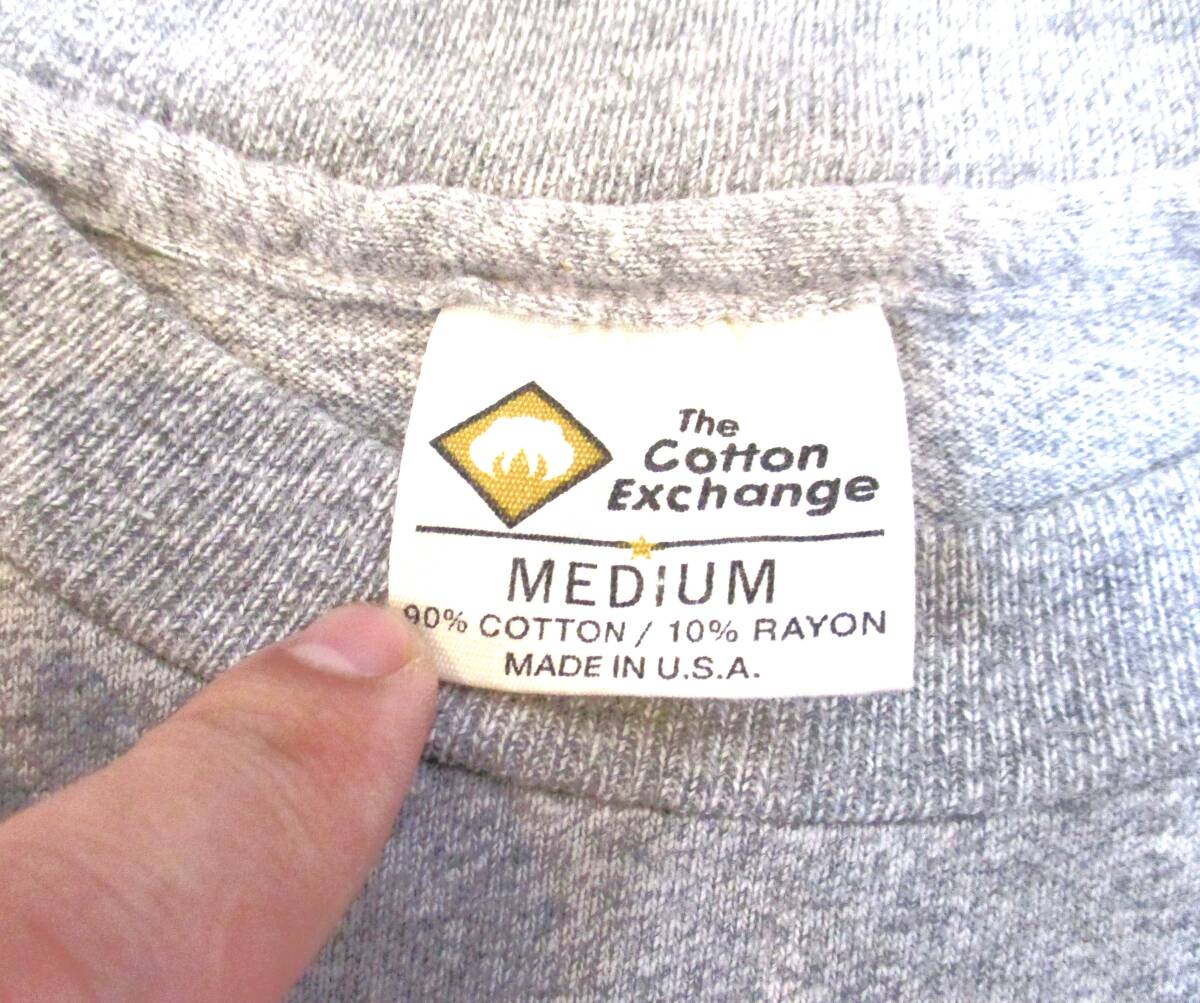 The
Cotton
Exchange
MEDiUM
90% COTTON / 10% RAYON
MADE IN U.S.A.